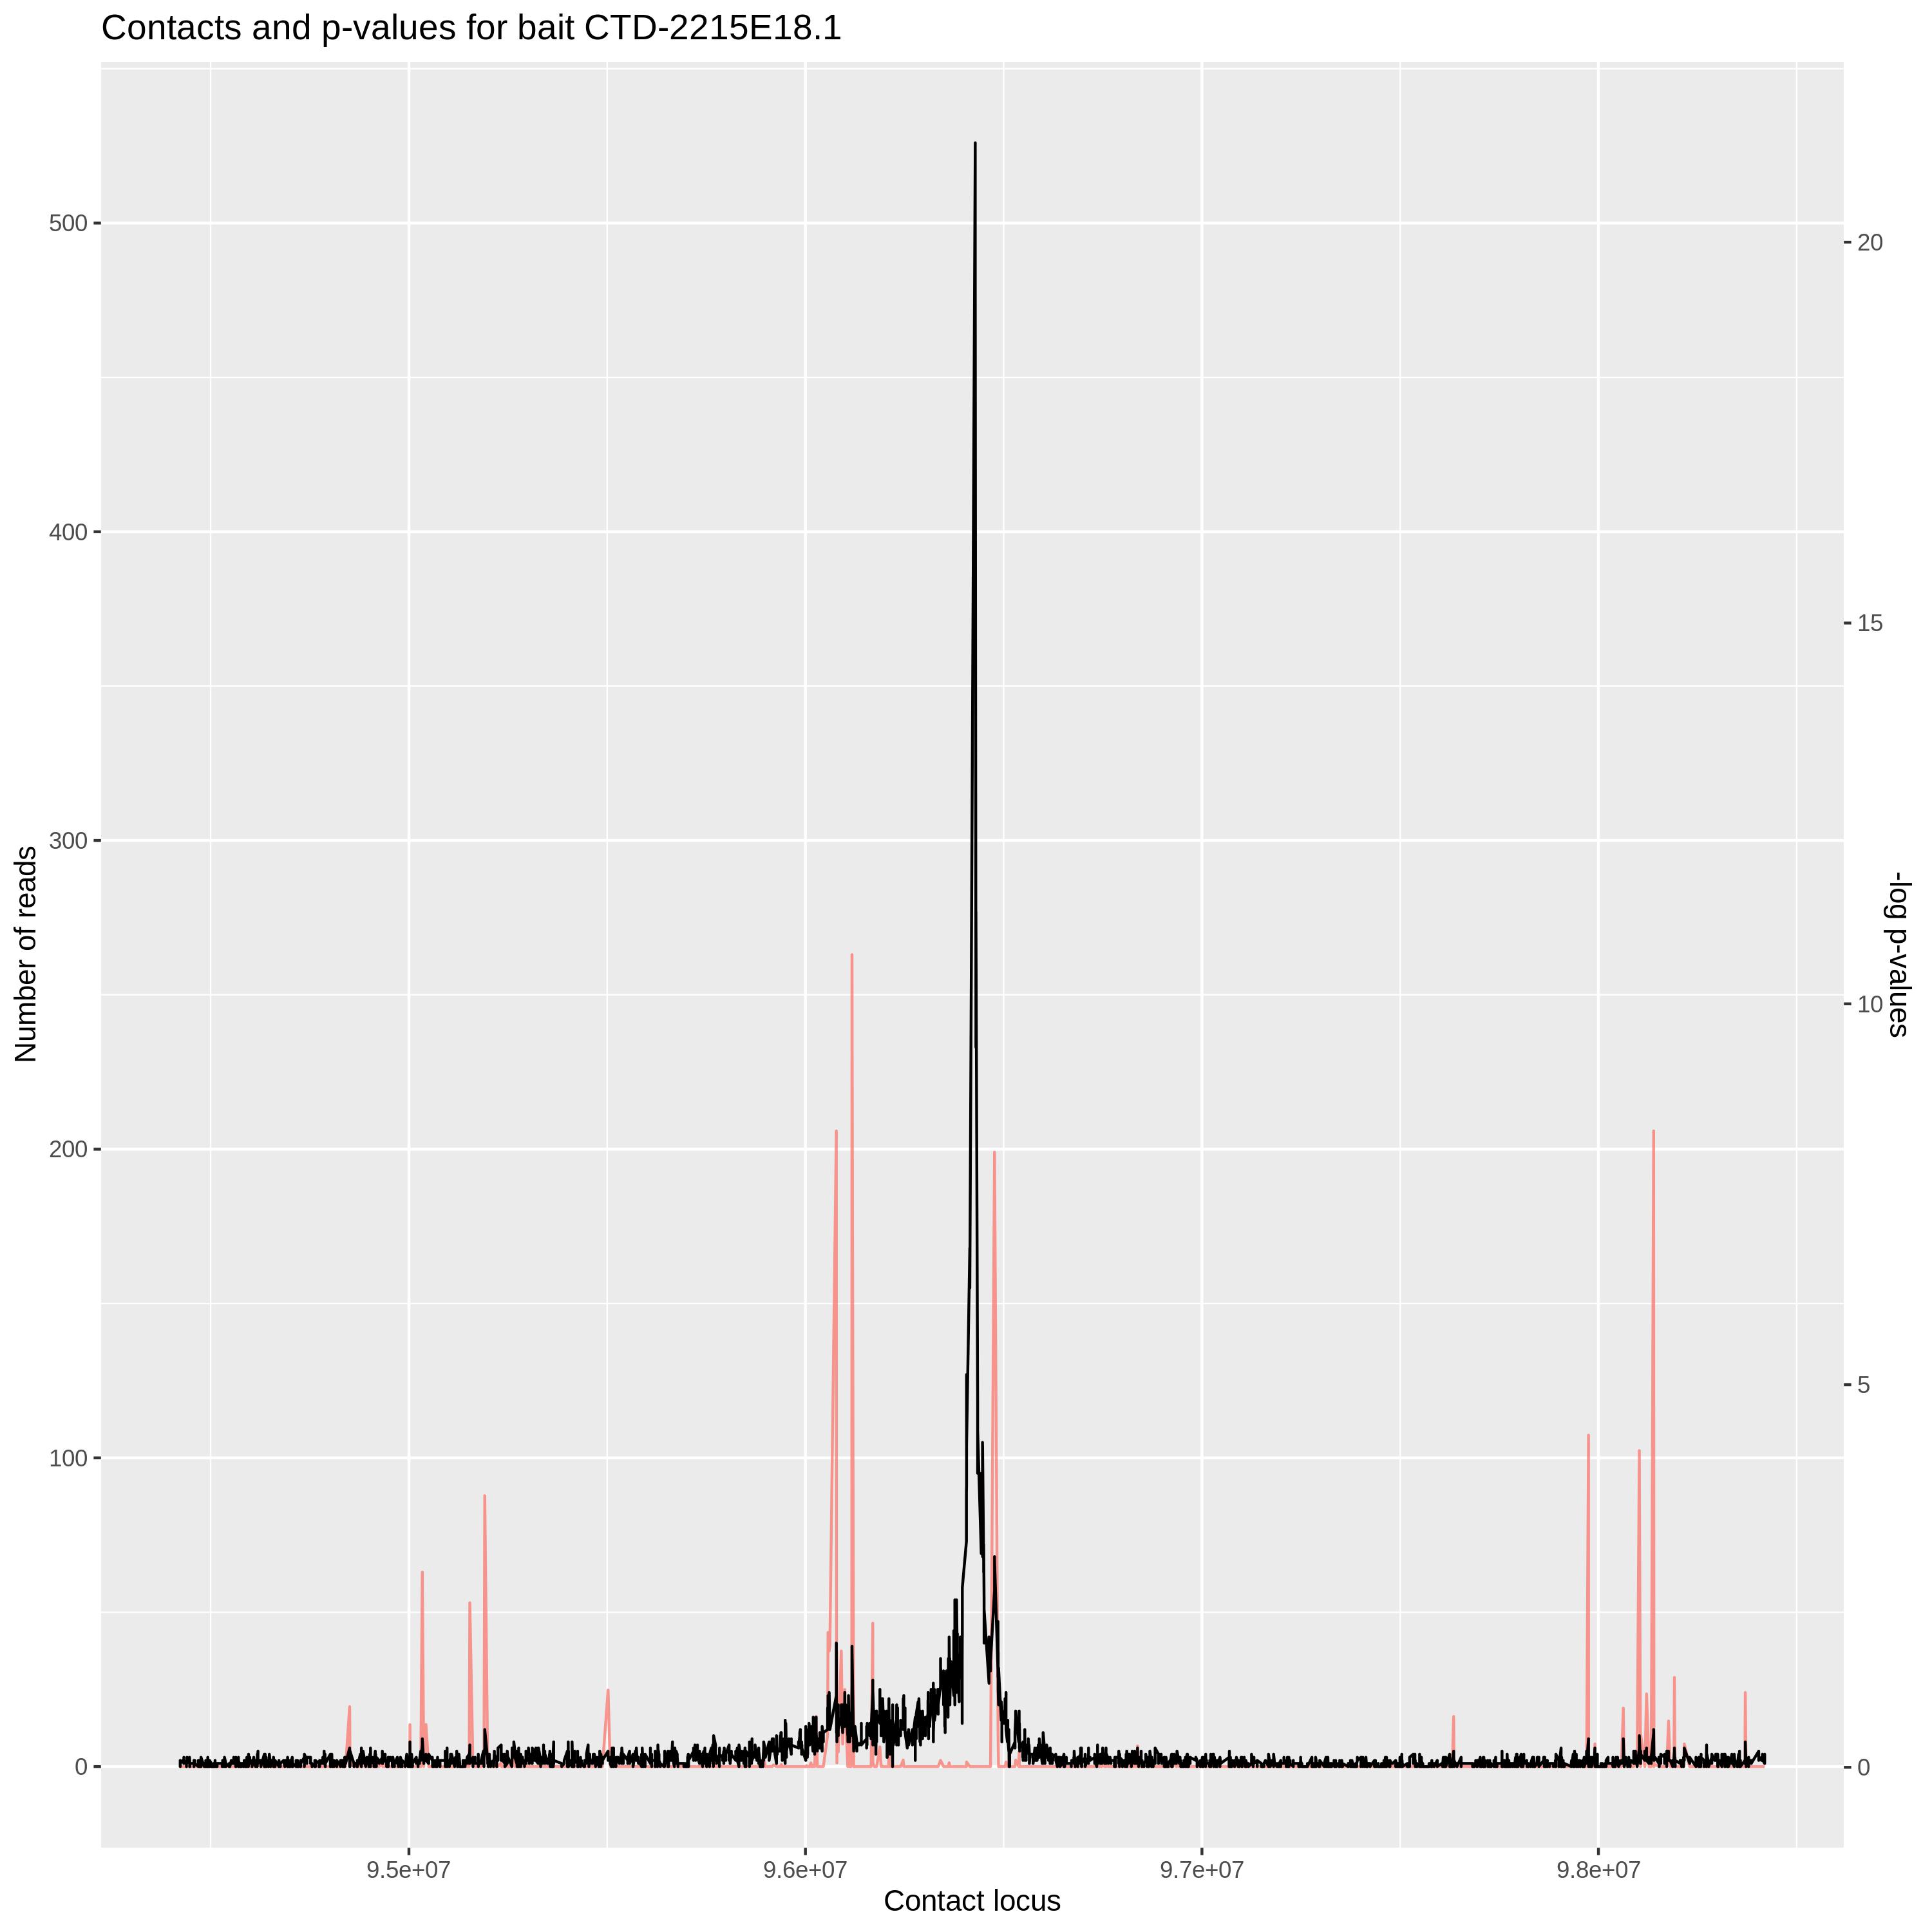 Contacts and p-values for bait CTD-2215E18.1
500
400
300
200
100
0
Number of reads
20
15
10
5
0
-log p-values
9.5e+07
9.6e+07
9.7e+07
9.8e+07
Contact locus